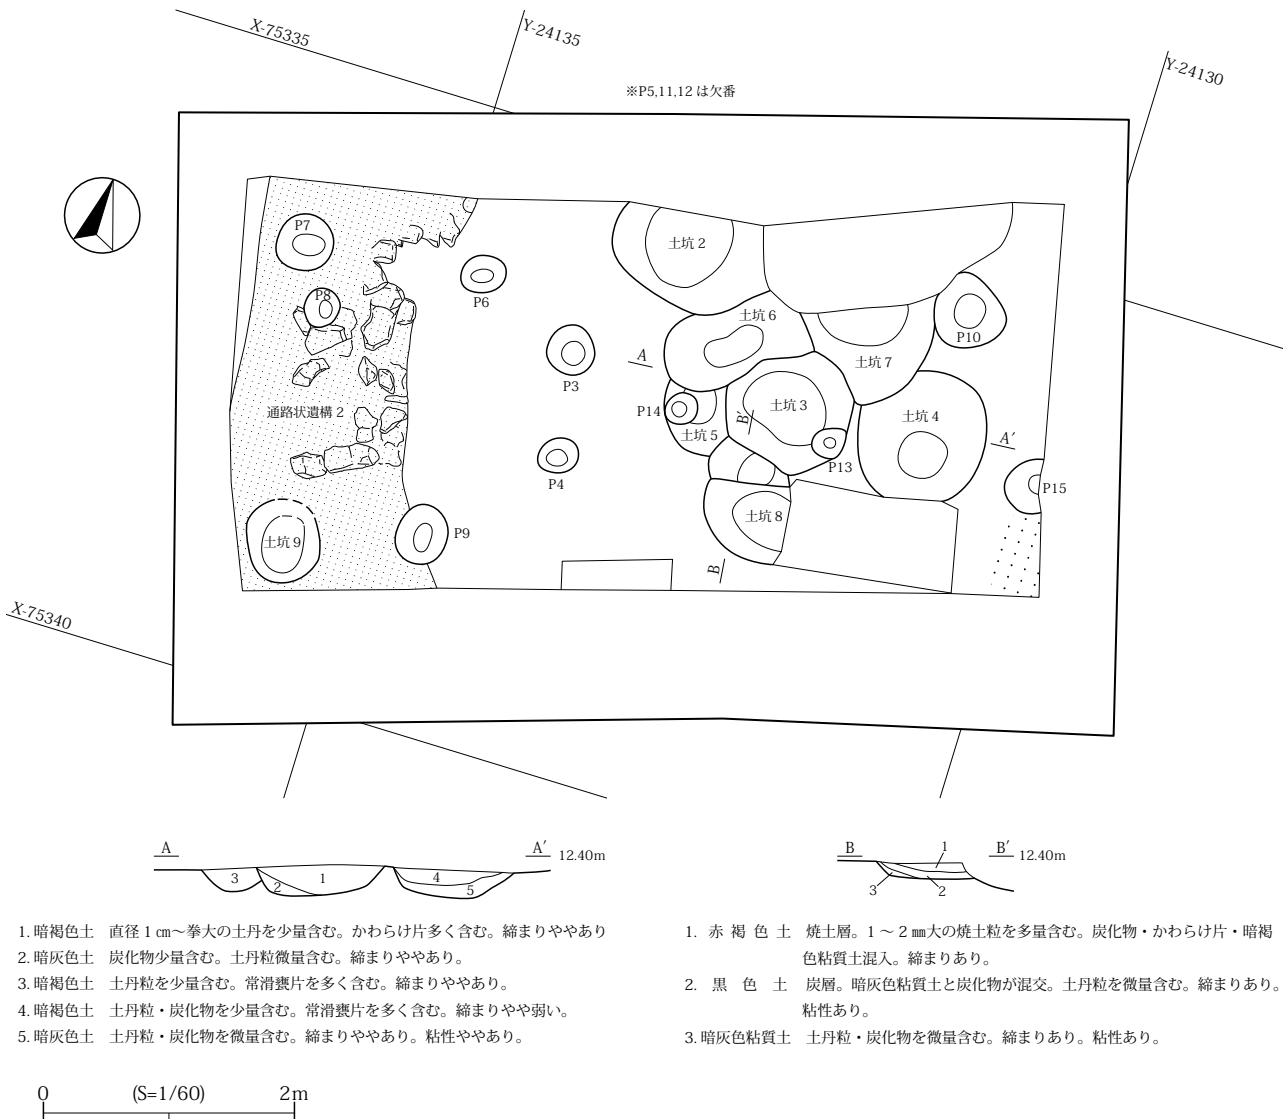 X-75335
Y-24135
Y-24130
※P5,11,12 は欠番
P7
土坑 2
P8
P6
土坑 6
P10
A
P3
土坑 7
通路状遺構 2
P14
B′
土坑 3
土坑 4
土坑 5
A′
P13
P4
P15
土坑 9
P9
土坑 8
B
X-75340
A
A′ 12.40m
1
2
3
4
5
B
B′ 12.40m
1
2
3
1. 暗褐色土 直径 1 ㎝～拳大の土丹を少量含む。かわらけ片多く含む。締まりややあり
2. 暗灰色土 炭化物少量含む。土丹粒微量含む。締まりややあり。
3. 暗褐色土 土丹粒を少量含む。常滑甕片を多く含む。締まりややあり。
4. 暗褐色土 土丹粒・炭化物を少量含む。常滑甕片を多く含む。締まりやや弱い。
5. 暗灰色土 土丹粒・炭化物を微量含む。締まりややあり。粘性ややあり。
1. 赤 褐 色 土 焼土層。1 ～ 2 ㎜大の焼土粒を多量含む。炭化物・かわらけ片・暗褐
色粘質土混入。締まりあり。
2. 黒 色 土 炭層。暗灰色粘質土と炭化物が混交。土丹粒を微量含む。締まりあり。
粘性あり。
3. 暗灰色粘質土 土丹粒・炭化物を微量含む。締まりあり。粘性あり。
0 (S=1/60) 2m